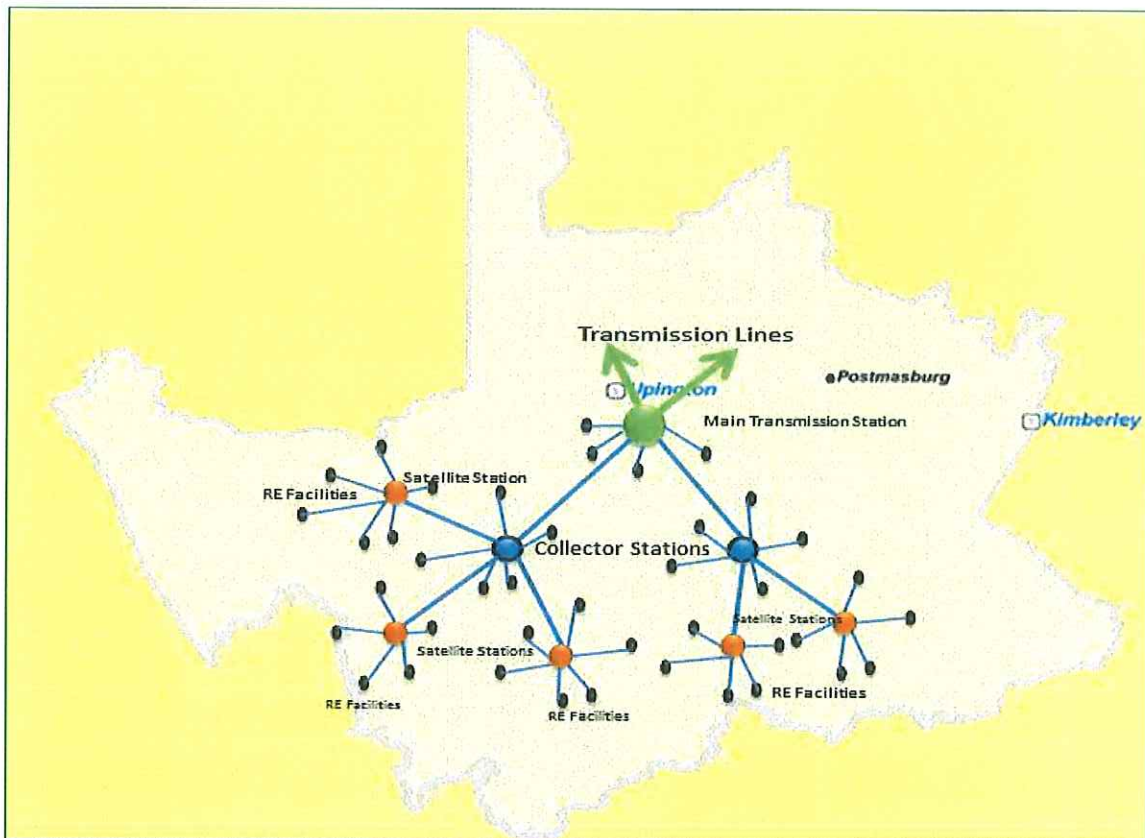 Transmission Lines
Upington
Postmasburg
Main Transmission Station
Kimberley
Satellite Station
RE Facilities
Collector Stations
Satellite Stations
Satellite Stations
RE Facilities
RE Facilities
RE Facilities